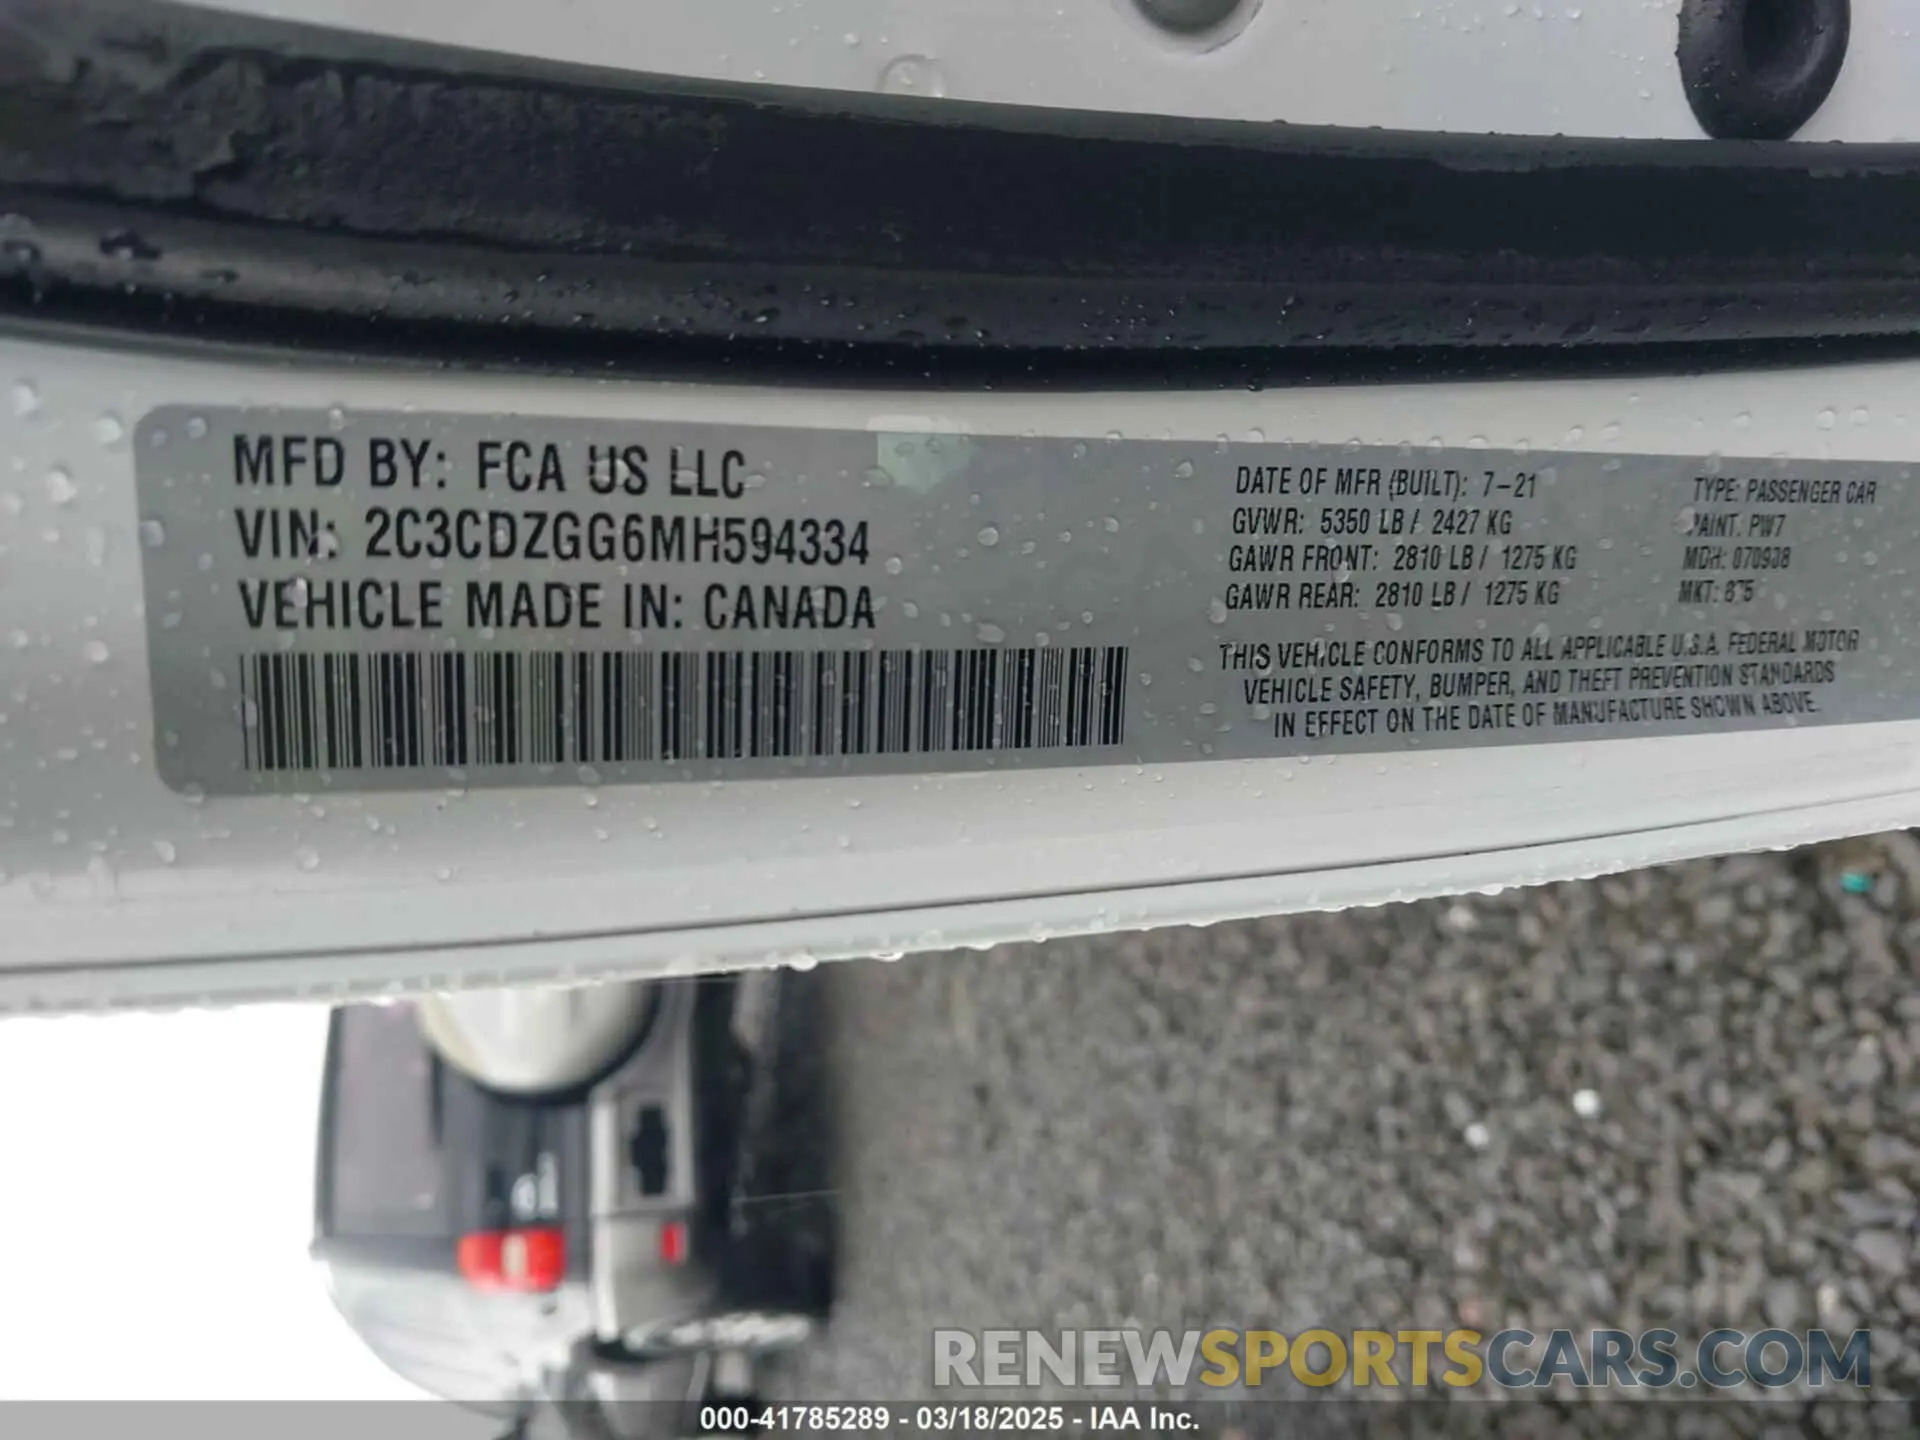 MFD BY: FCA US LLC
VIN: 2C3CDZGG6MH594334
VEHICLE MADE IN: CANADA
DATE OF MFR (BUILT): 7-21
GVWR: 5350 LB / 2427 KG
GAWR FRONT: 2810 LB / 1275 KG
GAWR REAR: 2810 LB / 1275 KG
TYPE: PASSENGER CAR
PAINT: PW7
MDH:
MKT:
THIS VEHICLE CONFORMS TO ALL APPLICABLE U.S.A. FEDERAL MOTOR
VEHICLE SAFETY, BUMPER, AND THEFT PREVENTION STANDARDS
IN EFFECT ON THE DATE OF MANUFACTURE SHOWN ABOVE.
RENEWSPORTSCARS.COM
000-41785289 - 03/18/2025 - IAA Inc.